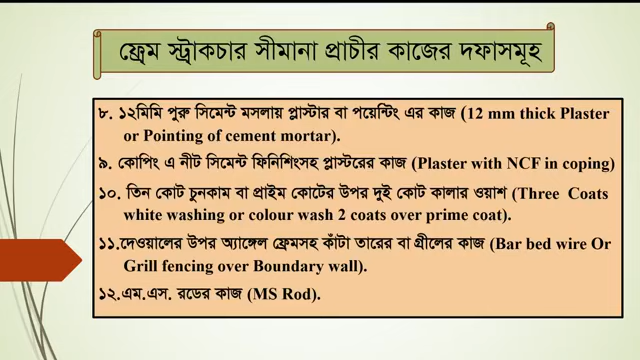 ফ্রেম স্ট্রাকচার সীমানা প্রাচীর কাজের দফাসমূহ
৮. ১২মিমি পুরু সিমেন্ট মসলায় প্লাস্টার বা পয়েন্টিং এর কাজ (12 mm thick Plaster
or Pointing of cement mortar).
৯. কোপিং এ নীট সিমেন্ট ফিনিশিংসহ প্লাস্টরের কাজ (Plaster with NCF in coping)
১০. তিন কোট চুনকাম বা প্রাইম কোটের উপর দুই কোট কালার ওয়াশ (Three Coats
white washing or colour wash 2 coats over prime coat).
১১.দেওয়ালের উপর অ্যাঙ্গেল ফ্রেমসহ কাঁটা তারের বা গ্রীলের কাজ (Bar bed wire Or
Grill fencing over Boundary wall).
১২.এম.এস. রডের কাজ (MS Rod).